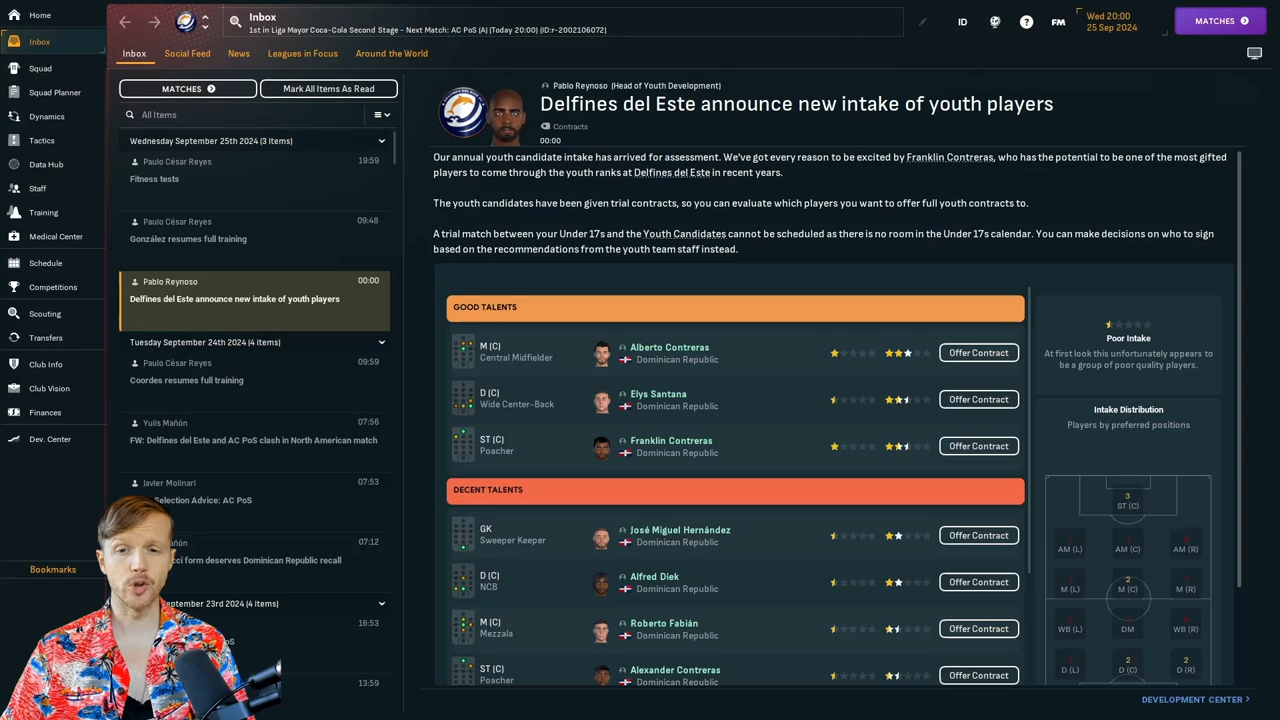 Home
Inbox
Squad
Squad Planner
Dynamics
Tactics
Data Hub
Staff
Training
Medical Center
Schedule
Competitions
Scouting
Transfers
Club Info
Club Vision
Finances
Dev. Center
Bookmarks
Inbox
1st in Liga Mayor Coca-Cola Second Stage - Next Match: AC PoS (A) (Today 20:00) (ID:r-2002106072)
ID
FM
Wed 20:00
25 Sep 2024
MATCHES
Inbox
Social Feed
News
Leagues in Focus
Around the World
MATCHES
Mark All Items As Read
All Items
Wednesday September 25th 2024 (3 Items)
Paulo César Reyes 19:59
Fitness tests
Paulo César Reyes 09:48
González resumes full training
Pablo Reynoso 00:00
Delfines del Este announce new intake of youth players
Tuesday September 24th 2024 (4 Items)
Paulo César Reyes 09:59
Coordes resumes full training
Yulis Mañón 07:56
FW: Delfines del Este and AC PoS clash in North American match
Javier Molinari 07:53
Selection Advice: AC PoS
07:12
form deserves Dominican Republic recall
September 23rd 2024 (4 Items)
16:53
13:59
Pablo Reynoso (Head of Youth Development)
Delfines del Este announce new intake of youth players
Contracts
00:00
Our annual youth candidate intake has arrived for assessment. We've got every reason to be excited by Franklin Contreras, who has the potential to be one of the most gifted
players to come through the youth ranks at Delfines del Este in recent years.
The youth candidates have been given trial contracts, so you can evaluate which players you want to offer full youth contracts to.
A trial match between your Under 17s and the Youth Candidates cannot be scheduled as there is no room in the Under 17s calendar. You can make decisions on who to sign
based on the recommendations from the youth team staff instead.
GOOD TALENTS
M (C)
Central Midfielder
Alberto Contreras
Dominican Republic
Offer Contract
D (C)
Wide Center-Back
Elys Santana
Dominican Republic
Offer Contract
ST (C)
Poacher
Franklin Contreras
Dominican Republic
Offer Contract
DECENT TALENTS
GK
Sweeper Keeper
José Miguel Hernández
Dominican Republic
Offer Contract
D (C)
NCB
Alfred Diek
Dominican Republic
Offer Contract
M (C)
Mezzala
Roberto Fabián
Dominican Republic
Offer Contract
ST (C)
Poacher
Alexander Contreras
Dominican Republic
Offer Contract
Poor Intake
At first look this unfortunately appears to
be a group of poor quality players.
Intake Distribution
Players by preferred positions
3
ST (C)
AM (L)
AM (C)
AM (R)
M (L)
2
M (C)
M (R)
WB (L)
DM
WB (R)
D (L)
2
D (C)
2
D (R)
DEVELOPMENT CENTER